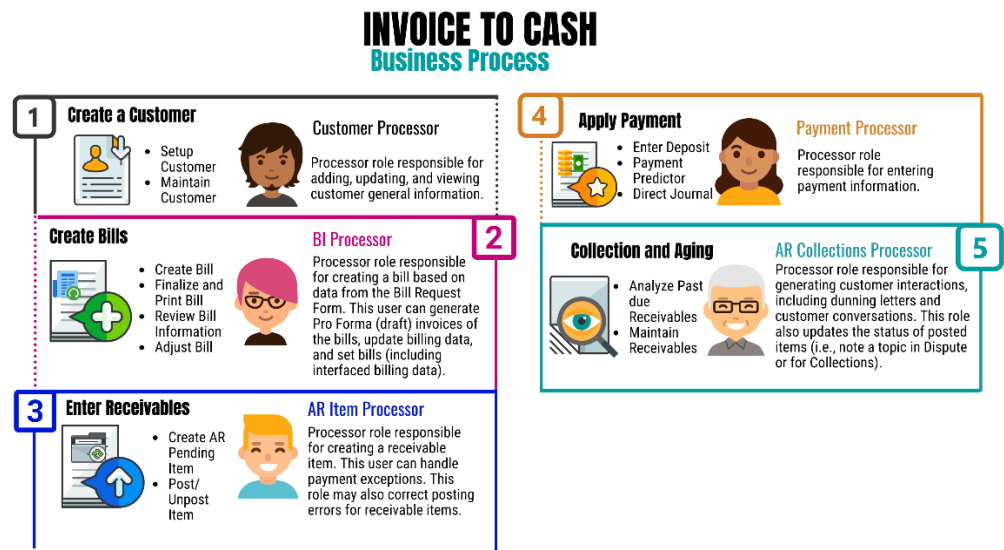 INVOICE TO CASH
Business Process
1
Create a Customer
• Setup
Customer
• Maintain
Customer
Customer Processor
Processor role responsible for
adding, updating, and viewing
customer general information.
2
Create Bills
• Create Bill
• Finalize and
Print Bill
• Review Bill
Information
• Adjust Bill
BI Processor
Processor role responsible
for creating a bill based on
data from the Bill Request
Form. This user can generate
Pro Forma (draft) invoices of
the bills, update billing data,
and set bills (including
interfaced billing data).
3
Enter Receivables
• Create AR
Pending
Item
• Post/
Unpost
Item
AR Item Processor
Processor role responsible
for creating a receivable
item. This user can handle
payment exceptions. This
role may also correct posting
errors for receivable items.
4
Apply Payment
• Enter Deposit
• Payment
Predictor
• Direct Journal
Payment Processor
Processor role
responsible for entering
payment information.
5
Collection and Aging
• Analyze Past
due
Receivables
• Maintain
Receivables
AR Collections Processor
Processor role responsible for
generating customer interactions,
including dunning letters and
customer conversations. This role
also updates the status of posted
items (i.e., note a topic in Dispute
or for Collections).